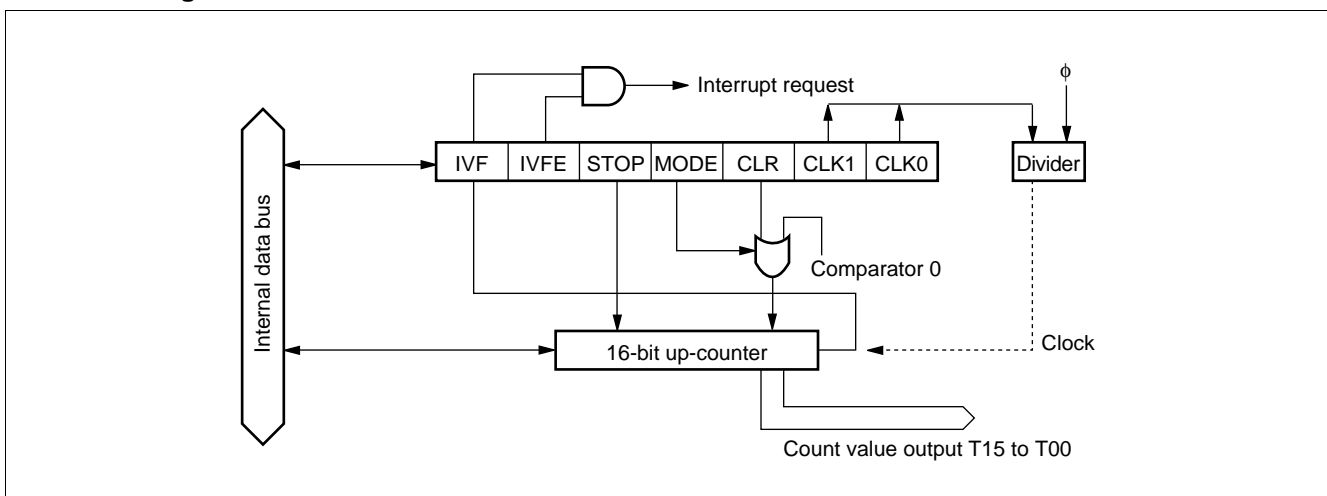 ϕ
Interrupt request
IVF IVFE STOP MODE CLR CLK1 CLK0
Divider
Internal data bus
Comparator 0
Clock
16-bit up-counter
Count value output T15 to T00